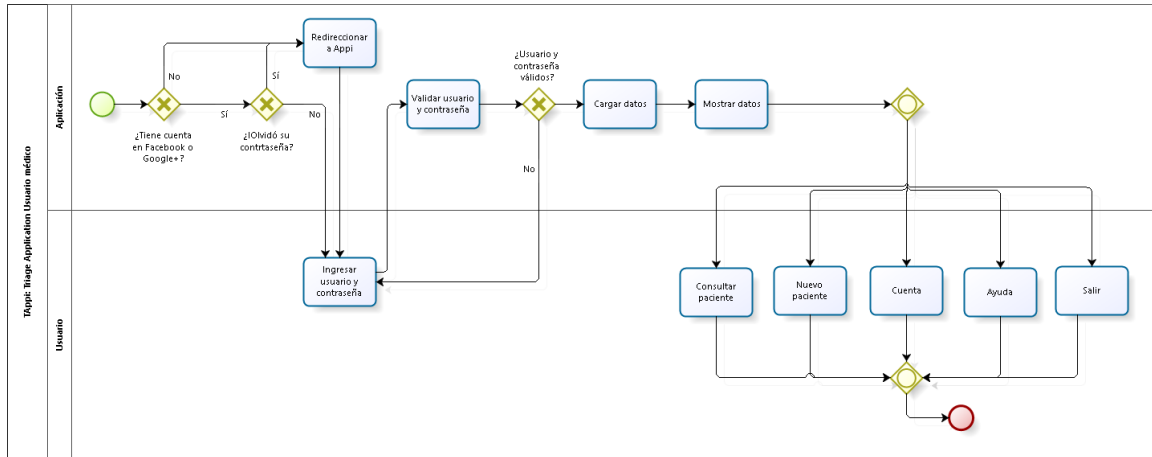 TAppi: Triage Application Usuario médico
Aplicación
Usuario
¿Tiene cuenta
en Facebook o
Google+?
No
Sí
¿lOlvidó su
contrtaseña?
Sí
No
Redireccionar
a Appi
Ingresar
usuario y
contraseña
Validar usuario
y contraseña
¿Usuario y
contraseña
válidos?
No
Cargar datos
Mostrar datos
Consultar
paciente
Nuevo
paciente
Cuenta
Ayuda
Salir